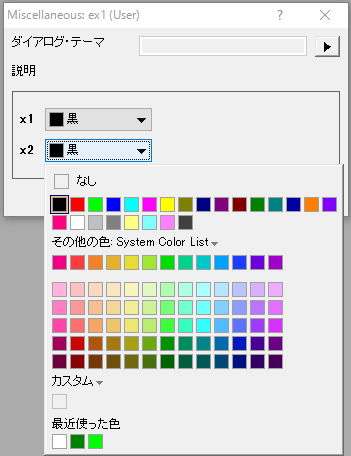 Miscellaneous: ex1 (User)
ダイアログ・テーマ
説明
x1 黒
x2 黒
なし
その他の色: System Color List
カスタム
最近使った色